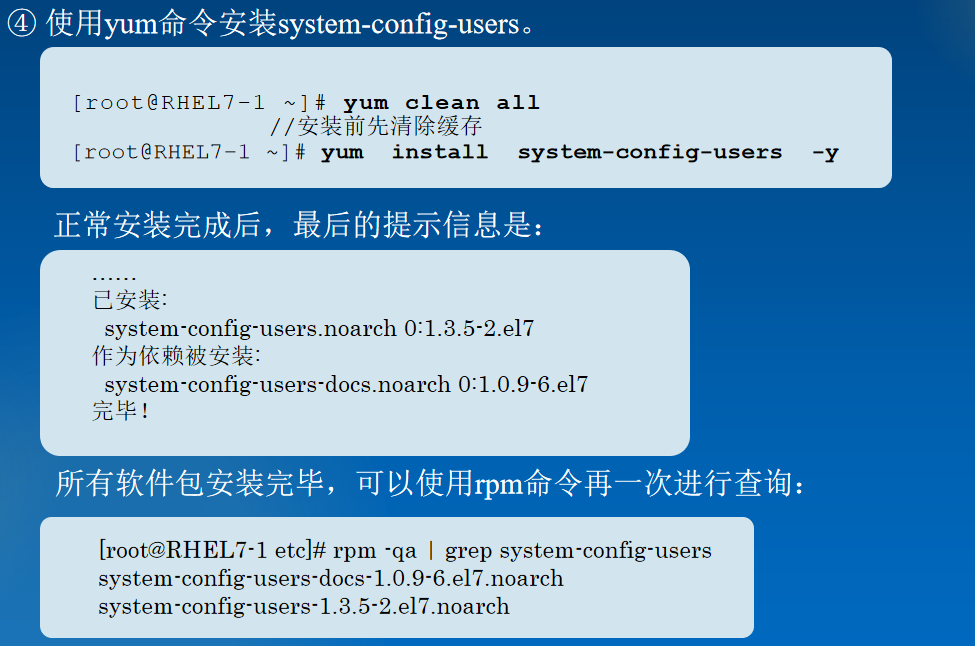 ④ 使用yum命令安装system-config-users。
[root@RHEL7-1 ~]# yum clean all
//安装前先清除缓存
[root@RHEL7-1 ~]# yum install system-config-users -y
正常安装完成后，最后的提示信息是：
……
已安装:
system-config-users.noarch 0:1.3.5-2.el7
作为依赖被安装:
system-config-users-docs.noarch 0:1.0.9-6.el7
完毕！
所有软件包安装完毕，可以使用rpm命令再一次进行查询：
[root@RHEL7-1 etc]# rpm -qa | grep system-config-users
system-config-users-docs-1.0.9-6.el7.noarch
system-config-users-1.3.5-2.el7.noarch